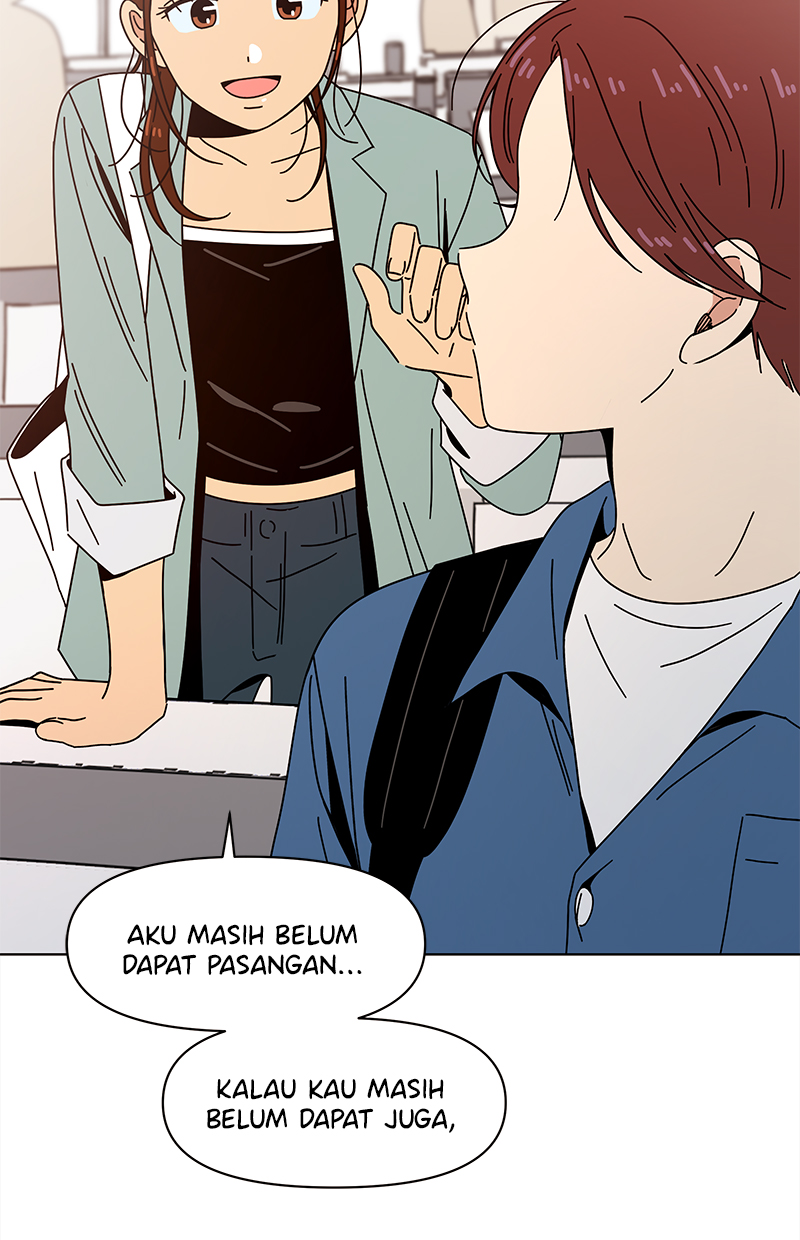 AKU MASIH BELUM
DAPAT PASANGAN...
KALAU KAU MASIH
BELUM DAPAT JUGA,